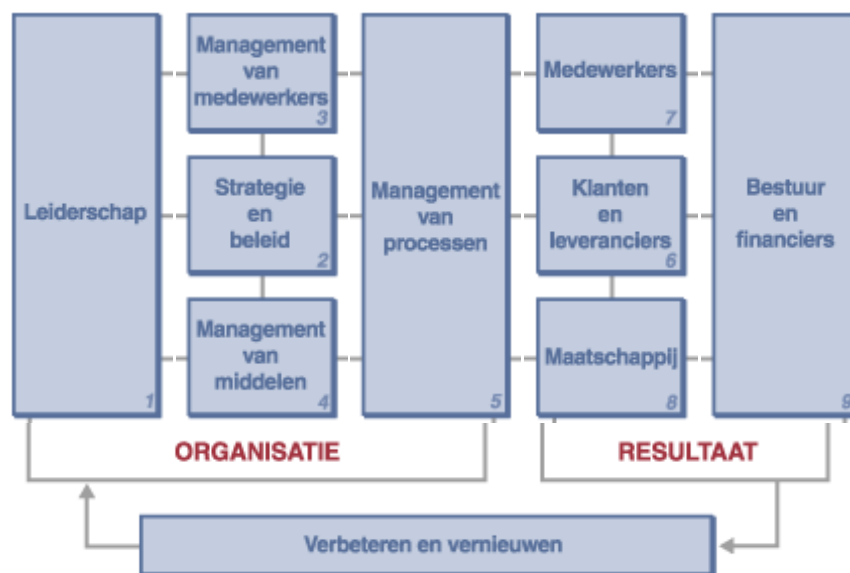 Leiderschap
1
Management
van
medewerkers
3
Strategie
en
beleid
2
Management
van
middelen
4
Management
van
processen
5
Medewerkers
7
Klanten
en
leveranciers
6
Maatschappij
8
Bestuur
en
financiers
9
ORGANISATIE
RESULTAAT
Verbeteren en vernieuwen